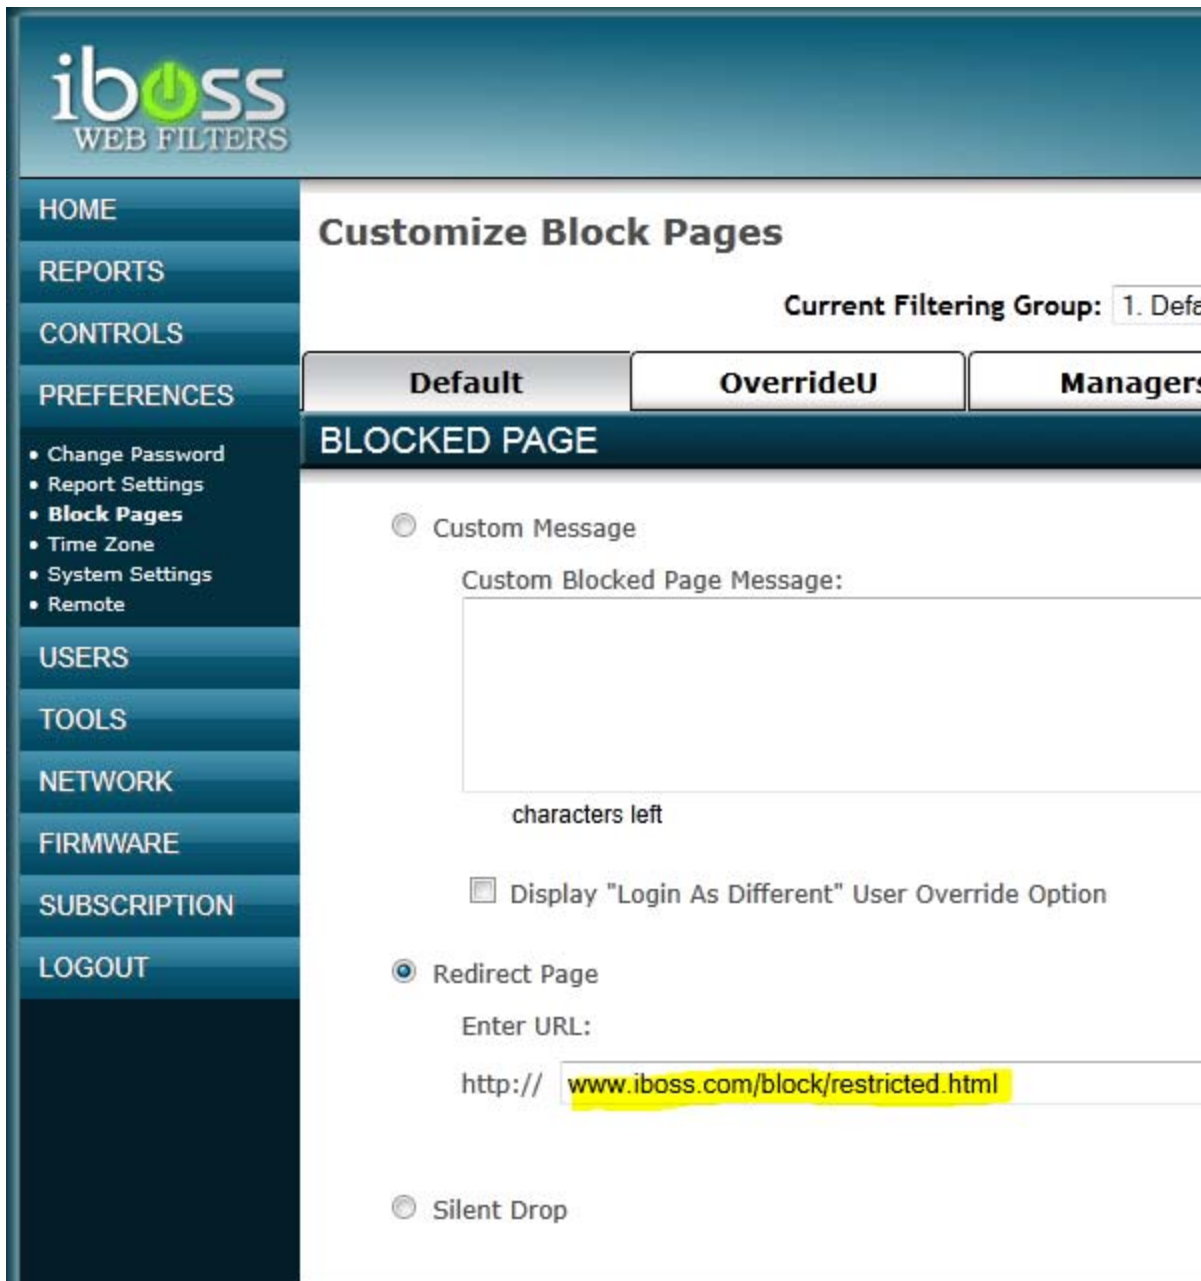 iboss
WEB FILTERS
HOME
REPORTS
CONTROLS
PREFERENCES
• Change Password
• Report Settings
• Block Pages
• Time Zone
• System Settings
• Remote
USERS
TOOLS
NETWORK
FIRMWARE
SUBSCRIPTION
LOGOUT
Customize Block Pages
Current Filtering Group: 1. Defa
Default OverrideU Managers
BLOCKED PAGE
Custom Message
Custom Blocked Page Message:
characters left
Display "Login As Different" User Override Option
Redirect Page
Enter URL:
http:// www.iboss.com/block/restricted.html
Silent Drop